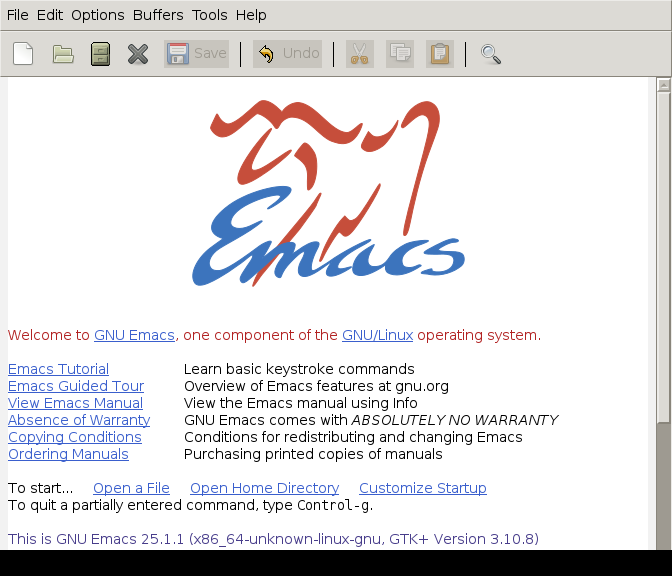 File Edit Options Buffers Tools Help
Save Undo
Emacs
Welcome to GNU Emacs, one component of the GNU/Linux operating system.
Emacs Tutorial Learn basic keystroke commands
Emacs Guided Tour Overview of Emacs features at gnu.org
View Emacs Manual View the Emacs manual using Info
Absence of Warranty GNU Emacs comes with ABSOLUTELY NO WARRANTY
Copying Conditions Conditions for redistributing and changing Emacs
Ordering Manuals Purchasing printed copies of manuals
To start... Open a File Open Home Directory Customize Startup
To quit a partially entered command, type Control-g.
This is GNU Emacs 25.1.1 (x86_64-unknown-linux-gnu, GTK+ Version 3.10.8)